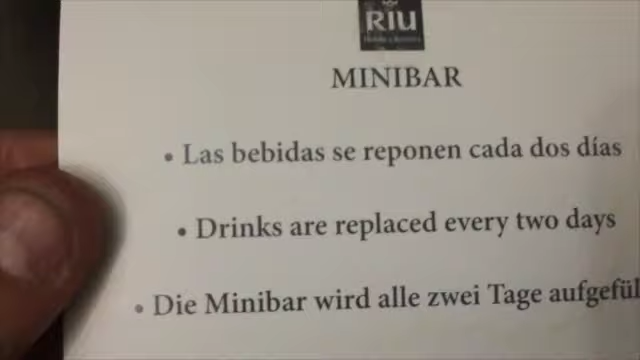 RIU
MINIBAR
• Las bebidas se reponen cada dos días
• Drinks are replaced every two days
• Die Minibar wird alle zwei Tage aufgefül